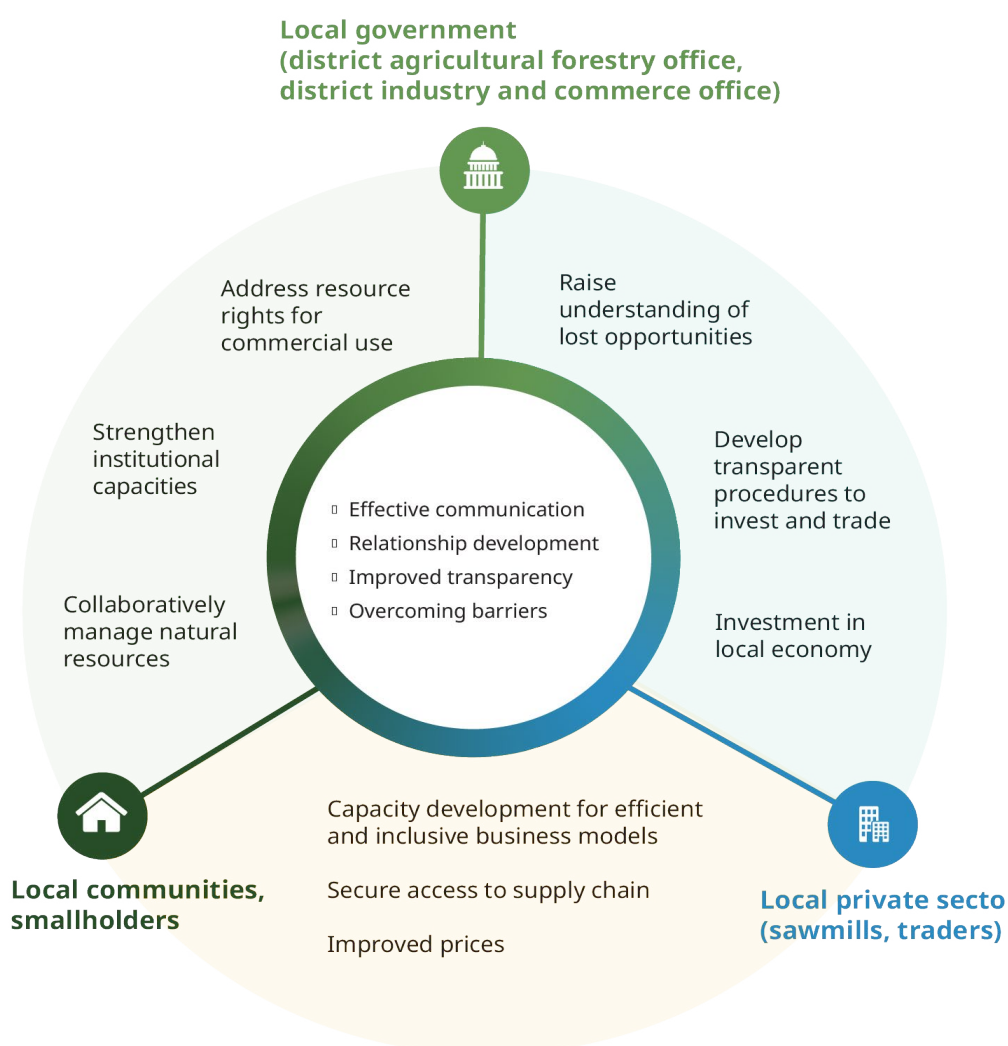 Local government
(district agricultural forestry office,
district industry and commerce office)
Address resource
rights for
commercial use
Raise
understanding of
lost opportunities
Strengthen
institutional
capacities
Develop
transparent
procedures to
invest and trade
Effective communication
Relationship development
Improved transparency
Overcoming barriers
Collaboratively
manage natural
resources
Investment in
local economy
Capacity development for efficient
and inclusive business models
Secure access to supply chain
Improved prices
Local communities,
smallholders
Local private secto
(sawmills, traders)